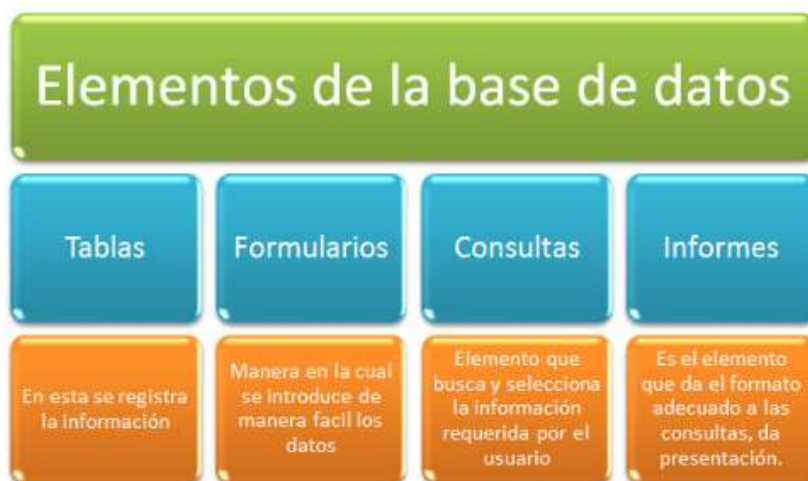 Elementos de la base de datos
Tablas
Formularios
Consultas
Informes
En esta se registra
la información
Manera en la cual
se introduce de
manera facil los
datos
Elemento que
busca y selecciona
la información
requerida por el
usuario
Es el elemento
que da el formato
adecuado a las
consultas, da
presentación.